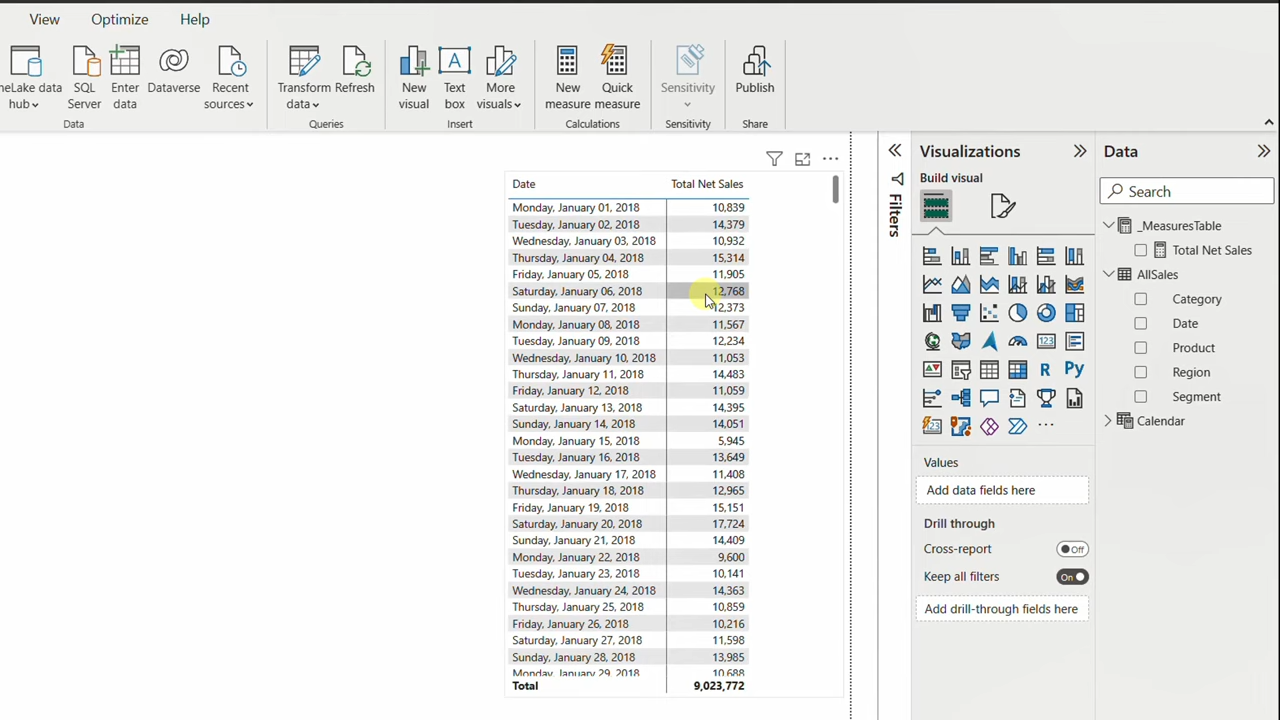 View Optimize Help
neLake data hub
SQL Server
Enter data
Dataverse
Recent sources
Data
Transform data
Refresh
Queries
New visual
A
Text box
More visuals
Insert
New measure
Quick measure
Calculations
Sensitivity
Sensitivity
Publish
Share
Date Total Net Sales
Monday, January 01, 2018 10,839
Tuesday, January 02, 2018 14,379
Wednesday, January 03, 2018 10,932
Thursday, January 04, 2018 15,314
Friday, January 05, 2018 11,905
Saturday, January 06, 2018 12,768
Sunday, January 07, 2018 12,373
Monday, January 08, 2018 11,567
Tuesday, January 09, 2018 12,234
Wednesday, January 10, 2018 11,053
Thursday, January 11, 2018 14,483
Friday, January 12, 2018 11,059
Saturday, January 13, 2018 14,395
Sunday, January 14, 2018 14,051
Monday, January 15, 2018 5,945
Tuesday, January 16, 2018 13,649
Wednesday, January 17, 2018 11,408
Thursday, January 18, 2018 12,965
Friday, January 19, 2018 15,151
Saturday, January 20, 2018 17,724
Sunday, January 21, 2018 14,409
Monday, January 22, 2018 9,600
Tuesday, January 23, 2018 10,141
Wednesday, January 24, 2018 14,363
Thursday, January 25, 2018 10,859
Friday, January 26, 2018 10,216
Saturday, January 27, 2018 11,598
Sunday, January 28, 2018 13,985
Monday, January 29, 2018 10,688
Total 9,023,772
Filters
Visualizations
Build visual
123
R
Py
123
Values
Add data fields here
Drill through
Cross-report Off
Keep all filters On
Add drill-through fields here
Data
Search
_MeasuresTable
Total Net Sales
AllSales
Category
Date
Product
Region
Segment
Calendar